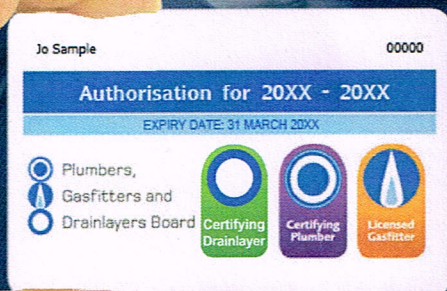 Jo Sample 00000
Authorisation for 20XX - 20XX
EXPIRY DATE: 31 MARCH 20XX
Plumbers,
Gasfitters and
Drainlayers Board
Certifying
Drainlayer
Certifying
Plumber
Licensed
Gasfitter